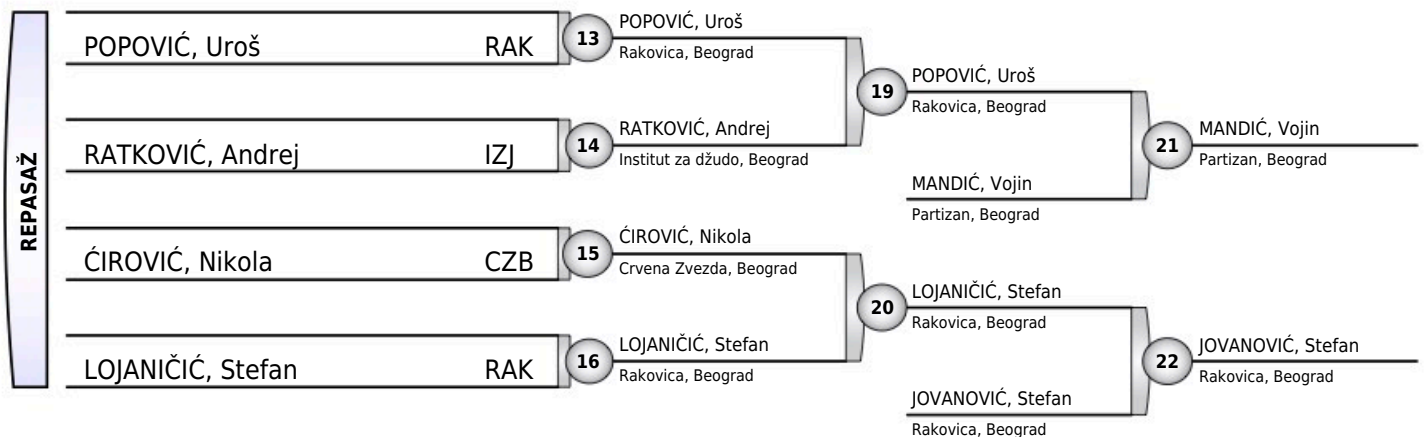 REPASAŽ
POPOVIĆ, Uroš RAK
RATKOVIĆ, Andrej IZJ
ĆIROVIĆ, Nikola CZB
LOJANIČIĆ, Stefan RAK
13
POPOVIĆ, Uroš
Rakovica, Beograd
14
RATKOVIĆ, Andrej
Institut za džudo, Beograd
15
ĆIROVIĆ, Nikola
Crvena Zvezda, Beograd
16
LOJANIČIĆ, Stefan
Rakovica, Beograd
19
POPOVIĆ, Uroš
Rakovica, Beograd
MANDIĆ, Vojin
Partizan, Beograd
20
LOJANIČIĆ, Stefan
Rakovica, Beograd
JOVANOVIĆ, Stefan
Rakovica, Beograd
21
MANDIĆ, Vojin
Partizan, Beograd
22
JOVANOVIĆ, Stefan
Rakovica, Beograd